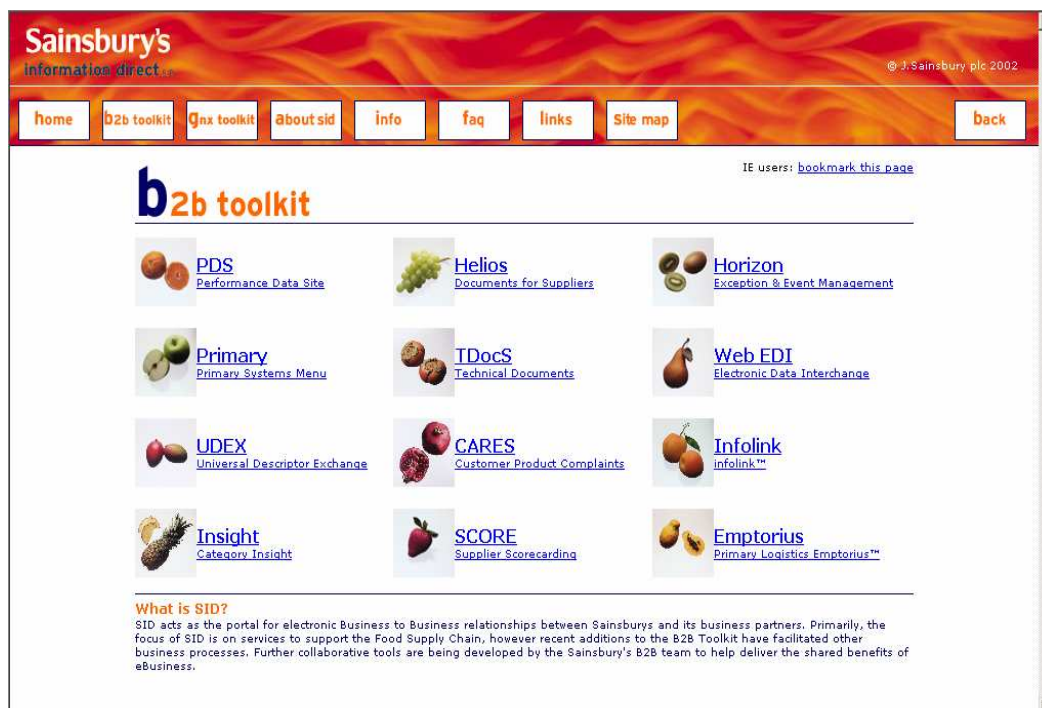 Sainsbury's
information direct
© J.Sainsbury plc 2002
home
b2b toolkit
gnx toolkit
about sid
info
faq
links
site map
back
IE users: bookmark this page
b2b toolkit
PDS
Performance Data Site
Helios
Documents for Suppliers
Horizon
Exception & Event Management
Primary
Primary Systems Menu
TDocS
Technical Documents
Web EDI
Electronic Data Interchange
UDEX
Universal Descriptor Exchange
CARES
Customer Product Complaints
Infolink
infolink™
Insight
Category Insight
SCORE
Supplier Scorecarding
Emptorius
Primary Logistics Emptorius™
What is SID?
SID acts as the portal for electronic Business to Business relationships between Sainsburys and its business partners. Primarily, the
focus of SID is on services to support the Food Supply Chain, however recent additions to the B2B Toolkit have facilitated other
business processes. Further collaborative tools are being developed by the Sainsbury's B2B team to help deliver the shared benefits of
eBusiness.